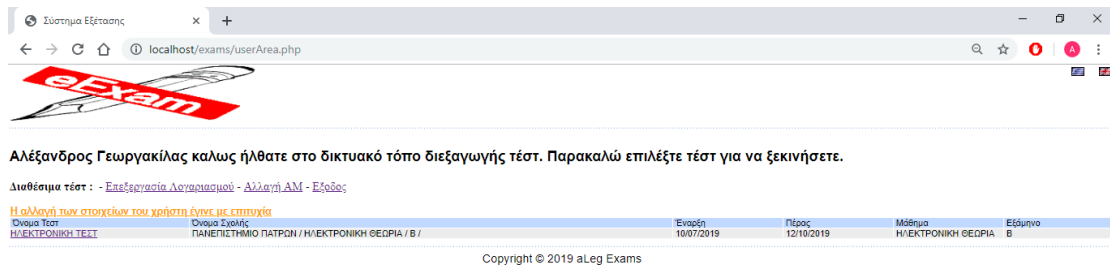 Σύστημα Εξέτασης
localhost/exams/userArea.php
A
eExam
Αλέξανδρος Γεωργακίλας καλως ήλθατε στο δικτυακό τόπο διεξαγωγής τέστ. Παρακαλώ επιλέξτε τέστ για να ξεκινήσετε.
Διαθέσιμα τέστ : - Επεξεργασία Λογαριασμού - Αλλαγή ΑΜ - Εξοδος
Η αλλαγή των στοιχείων του χρήστη έγινε με επιτυχία
Όνομα Τεστ Όνομα Σχολής Έναρξη Πέρας Μάθημα Εξάμηνο
ΗΛΕΚΤΡΟΝΙΚΗ ΤΕΣΤ ΠΑΝΕΠΙΣΤΗΜΙΟ ΠΑΤΡΩΝ / ΗΛΕΚΤΡΟΝΙΚΗ ΘΕΩΡΙΑ / Β / 10/07/2019 12/10/2019 ΗΛΕΚΤΡΟΝΙΚΗ ΘΕΩΡΙΑ Β
Copyright © 2019 aLeg Exams